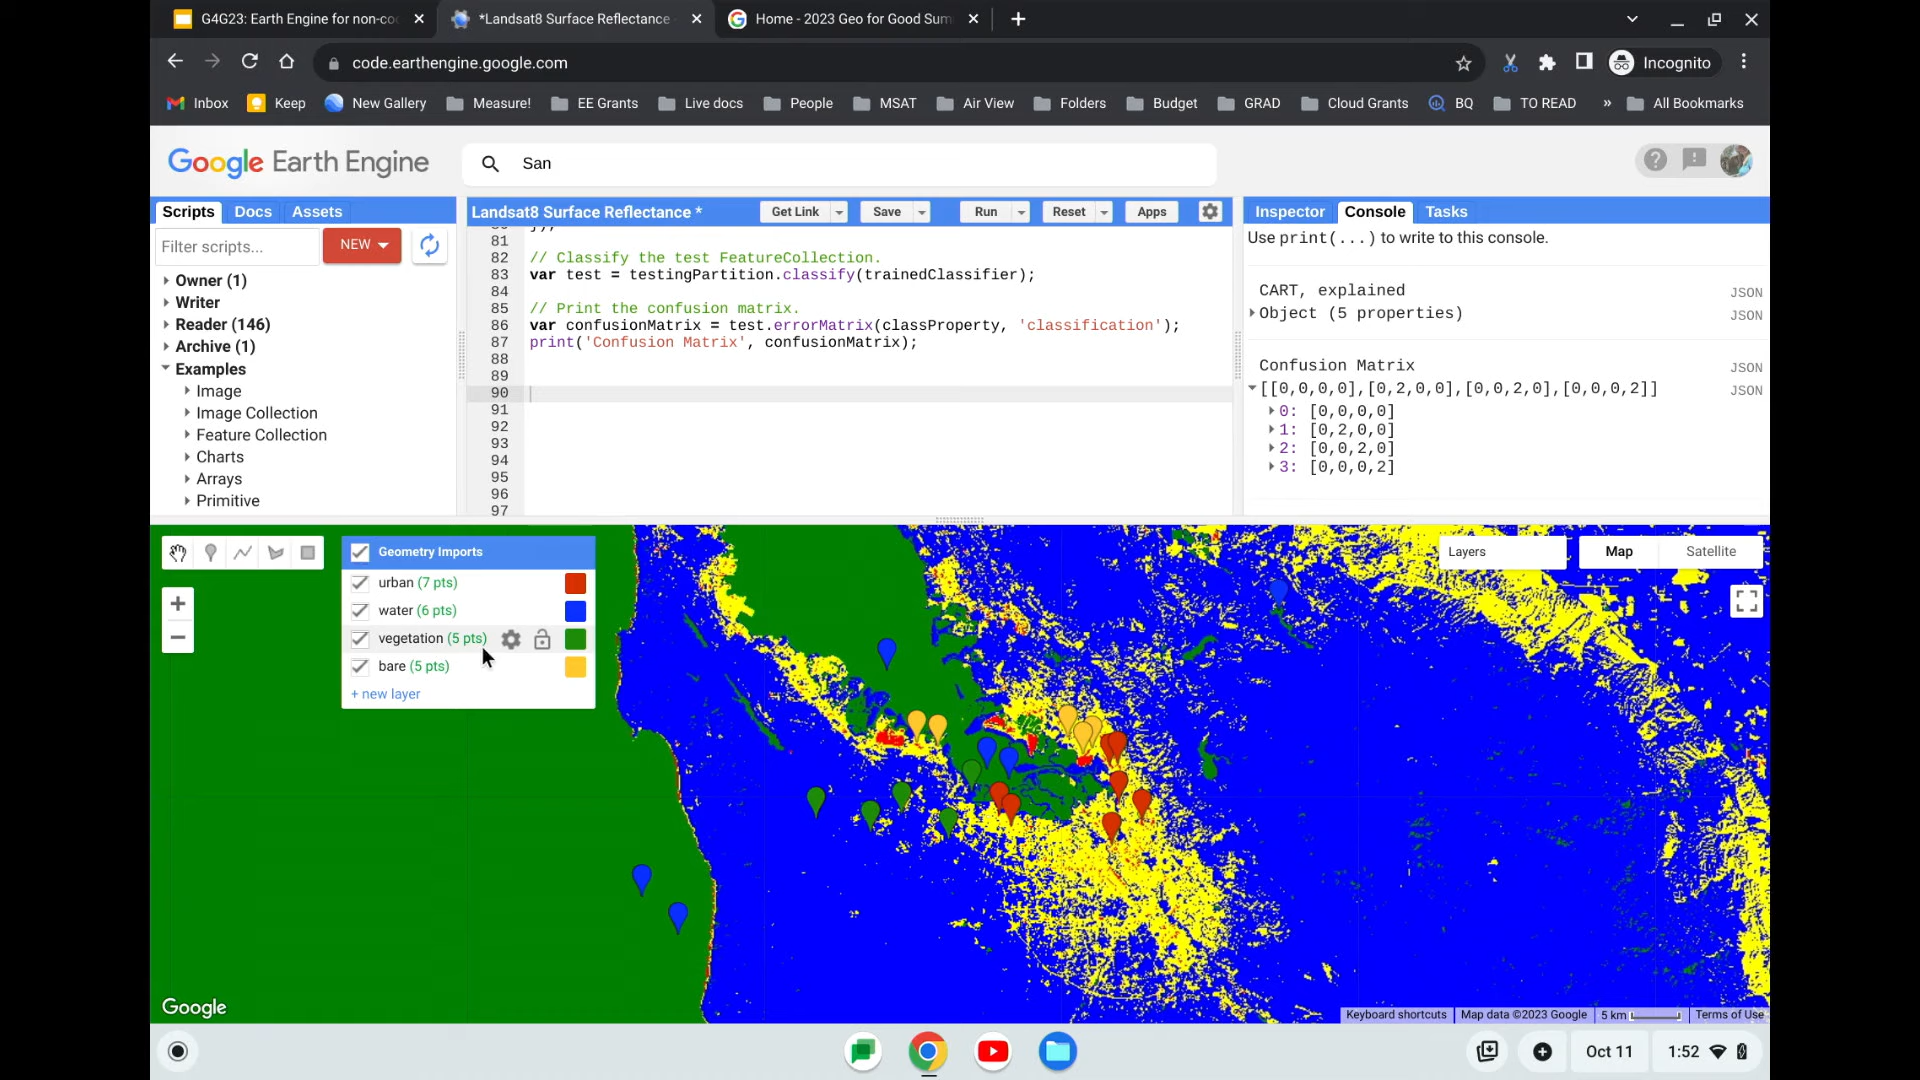 G4G23: Earth Engine for non-co
*Landsat8 Surface Reflectance
Home - 2023 Geo for Good Sum
code.earthengine.google.com
Incognito
Inbox
Keep
New Gallery
Measure!
EE Grants
Live docs
People
MSAT
Air View
Folders
Budget
GRAD
Cloud Grants
BQ
TO READ
»
All Bookmarks
Google Earth Engine
San
Scripts
Docs
Assets
Filter scripts...
NEW
Owner (1)
Writer
Reader (146)
Archive (1)
Examples
Image
Image Collection
Feature Collection
Charts
Arrays
Primitive
Landsat8 Surface Reflectance *
Get Link
Save
Run
Reset
Apps
81
82 // Classify the test FeatureCollection.
83 var test = testingPartition.classify(trainedClassifier);
84
85 // Print the confusion matrix.
86 var confusionMatrix = test.errorMatrix(classProperty, 'classification');
87 print('Confusion Matrix', confusionMatrix);
88
89
90
91
92
93
94
95
96
97
Inspector
Console
Tasks
Use print(...) to write to this console.
CART, explained JSON
Object (5 properties) JSON
Confusion Matrix JSON
[[0,0,0,0],[0,2,0,0],[0,0,2,0],[0,0,0,2]] JSON
0: [0,0,0,0]
1: [0,2,0,0]
2: [0,0,2,0]
3: [0,0,0,2]
Geometry Imports
urban (7 pts)
water (6 pts)
vegetation (5 pts)
bare (5 pts)
+ new layer
Layers
Map
Satellite
Google
Keyboard shortcuts
Map data ©2023 Google
5 km
Terms of Use
Oct 11
1:52